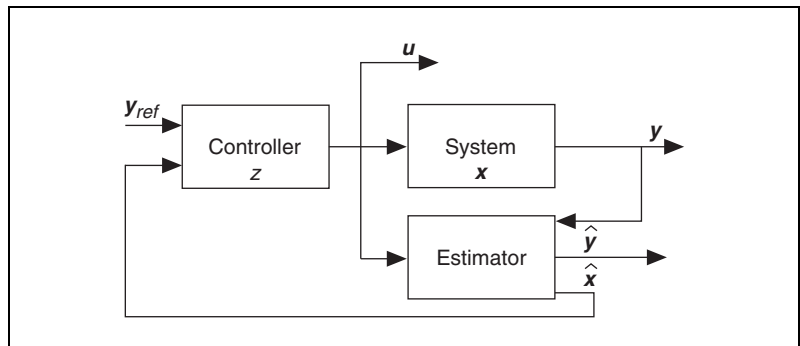 u
y_ref
Controller
z
System
x
y
Estimator
ŷ
x̂